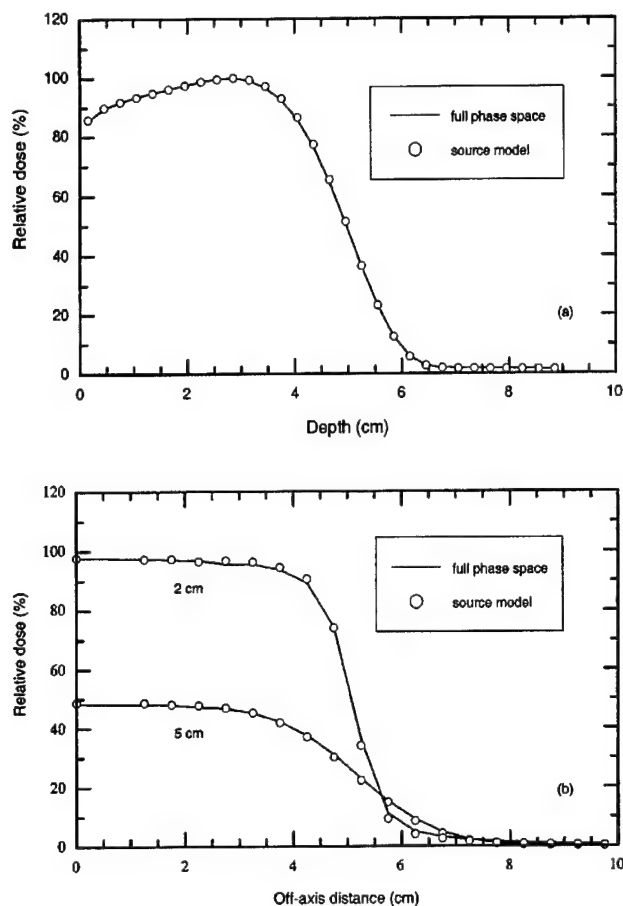 120
100
80
60
40
20
0
Relative dose (%)
full phase space
source model
(a)
0 2 4 6 8 10
Depth (cm)
120
100
80
60
40
20
0
Relative dose (%)
full phase space
source model
2 cm
5 cm
(b)
0 2 4 6 8 10
Off-axis distance (cm)